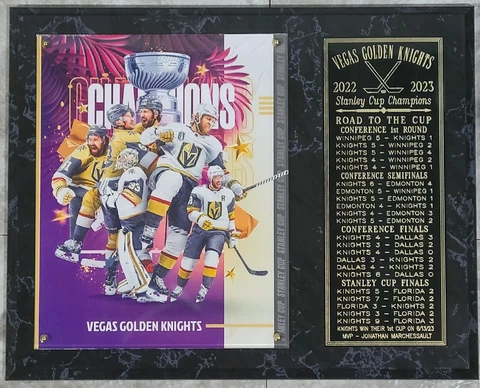 CHAMPIONS
VEGAS GOLDEN KNIGHTS
VEGAS GOLDEN KNIGHTS
2022 2023
Stanley Cup Champions
ROAD TO THE CUP
CONFERENCE 1st ROUND
WINNIPEG 5 - KNIGHTS 1
KNIGHTS 5 - WINNIPEG 2
KNIGHTS 5 - WINNIPEG 4
KNIGHTS 4 - WINNIPEG 2
KNIGHTS 4 - WINNIPEG 1
CONFERENCE SEMIFINALS
KNIGHTS 6 - EDMONTON 4
EDMONTON 5 - KNIGHTS 1
KNIGHTS 5 - EDMONTON 1
EDMONTON 4 - KNIGHTS 1
KNIGHTS 4 - EDMONTON 3
KNIGHTS 5 - EDMONTON 2
CONFERENCE FINALS
KNIGHTS 4 - DALLAS 3
KNIGHTS 3 - DALLAS 2
KNIGHTS 4 - DALLAS 0
DALLAS 3 - KNIGHTS 2
DALLAS 4 - KNIGHTS 2
KNIGHTS 6 - DALLAS 0
STANLEY CUP FINALS
KNIGHTS 5 - FLORIDA 2
KNIGHTS 7 - FLORIDA 2
FLORIDA 3 - KNIGHTS 2
KNIGHTS 3 - FLORIDA 2
KNIGHTS 9 - FLORIDA 3
KNIGHTS WIN THEIR 1st CUP ON 6/13/23
MVP - JONATHAN MARCHESSAULT